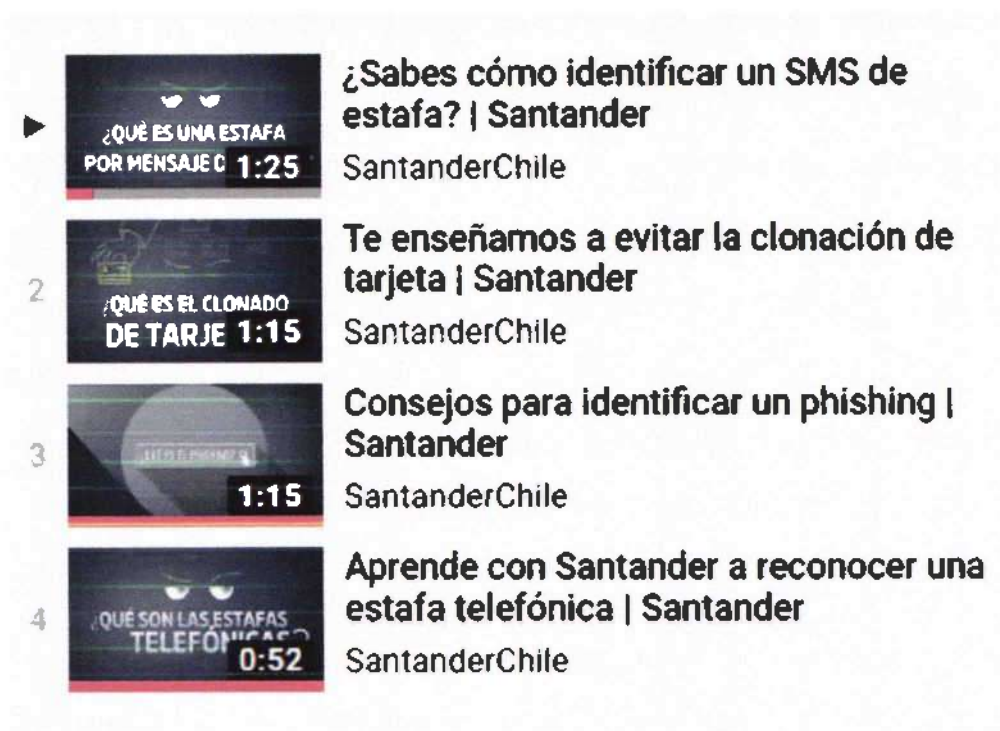 ¿QUÉ ES UNA ESTAFA
POR MENSAJE D
1:25
¿Sabes cómo identificar un SMS de
estafa? | Santander
SantanderChile
2
¿QUÉ ES EL CLONADO
DE TARJE
1:15
Te enseñamos a evitar la clonación de
tarjeta | Santander
SantanderChile
3
1:15
Consejos para identificar un phishing |
Santander
SantanderChile
4
¿QUÉ SON LAS ESTAFAS
TELEFÓNICAS?
0:52
Aprende con Santander a reconocer una
estafa telefónica | Santander
SantanderChile